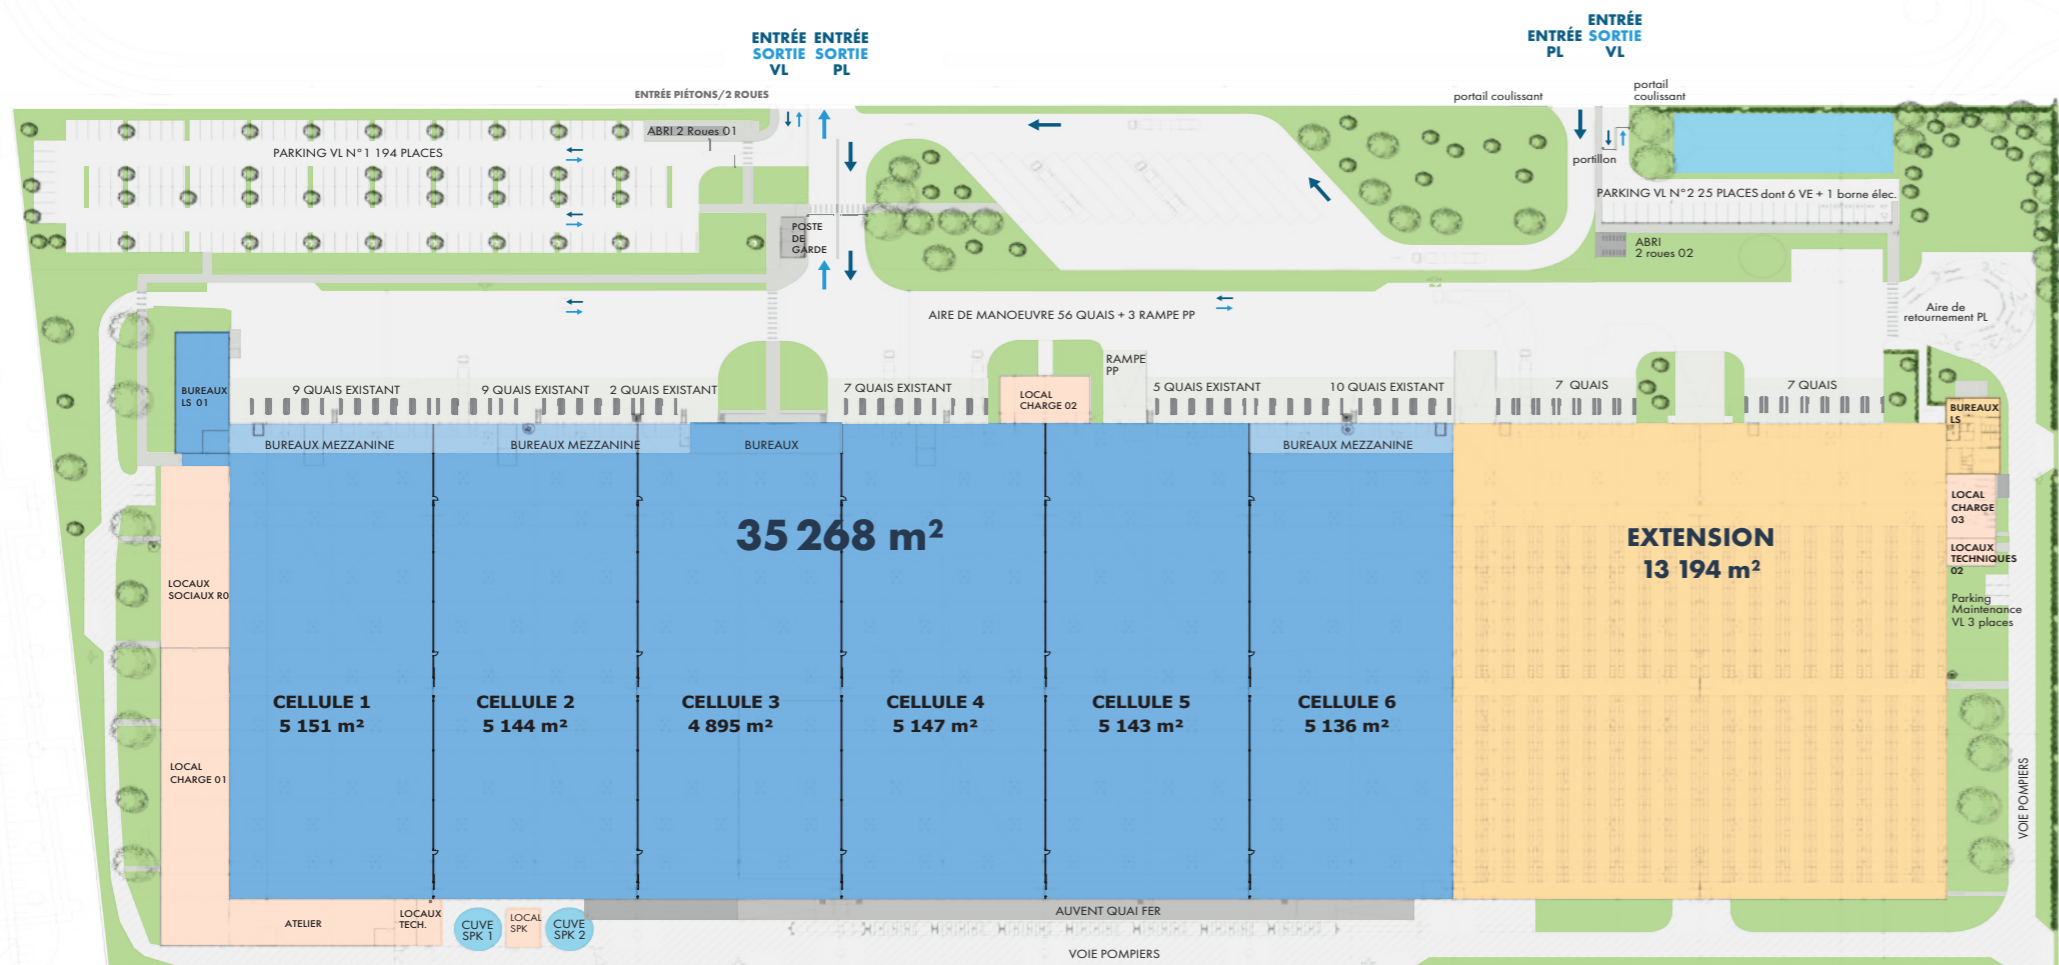 ENTRÉE
SORTIE
VL
ENTRÉE
SORTIE
PL
ENTRÉE
PL
ENTRÉE
SORTIE
VL
ENTRÉE PIÉTONS/2 ROUES
portail coulissant
portail
coulissant
ABRI 2 Roues 01
PARKING VL N°1 194 PLACES
portillon
PARKING VL N°2 25 PLACES dont 6 VE + 1 borne élec.
POSTE
DE
GARDE
ABRI
2 roues 02
AIRE DE MANOEUVRE 56 QUAIS + 3 RAMPE PP
Aire de
retournement PL
RAMPE
PP
BUREAUX
LS 01
9 QUAIS EXISTANT
9 QUAIS EXISTANT
2 QUAIS EXISTANT
7 QUAIS EXISTANT
LOCAL
CHARGE 02
5 QUAIS EXISTANT
10 QUAIS EXISTANT
7 QUAIS
7 QUAIS
BUREAUX
LS
BUREAUX MEZZANINE
BUREAUX MEZZANINE
BUREAUX
BUREAUX MEZZANINE
35 268 m²
EXTENSION
13 194 m²
LOCAL
CHARGE
03
LOCAUX
TECHNIQUES
02
Parking
Maintenance
VL 3 places
LOCAUX
SOCIAUX R0
CELLULE 1
5 151 m²
CELLULE 2
5 144 m²
CELLULE 3
4 895 m²
CELLULE 4
5 147 m²
CELLULE 5
5 143 m²
CELLULE 6
5 136 m²
LOCAL
CHARGE 01
VOIE POMPIERS
ATELIER
LOCAUX
TECH.
CUVE
SPK 1
LOCAL
SPK
CUVE
SPK 2
AUVENT QUAI FER
VOIE POMPIERS